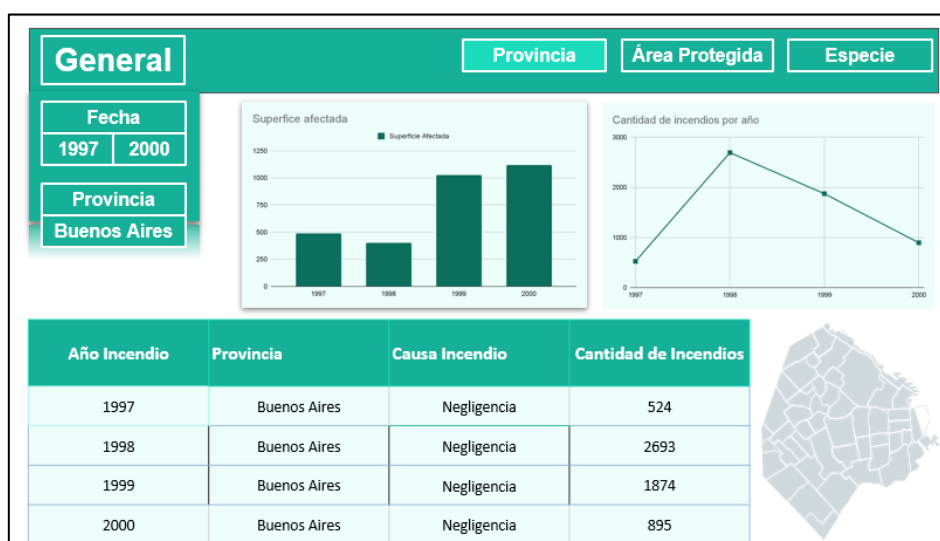 General
Provincia
Área Protegida
Especie
Fecha
1997 2000
Provincia
Buenos Aires
Superfice afectada
Superficie Afectada
1250
1000
750
500
250
0
1997 1998 1999 2000
Cantidad de incendios por año
3000
2000
1000
0
1997 1998 1999 2000
Año Incendio Provincia Causa Incendio Cantidad de Incendios
1997 Buenos Aires Negligencia 524
1998 Buenos Aires Negligencia 2693
1999 Buenos Aires Negligencia 1874
2000 Buenos Aires Negligencia 895